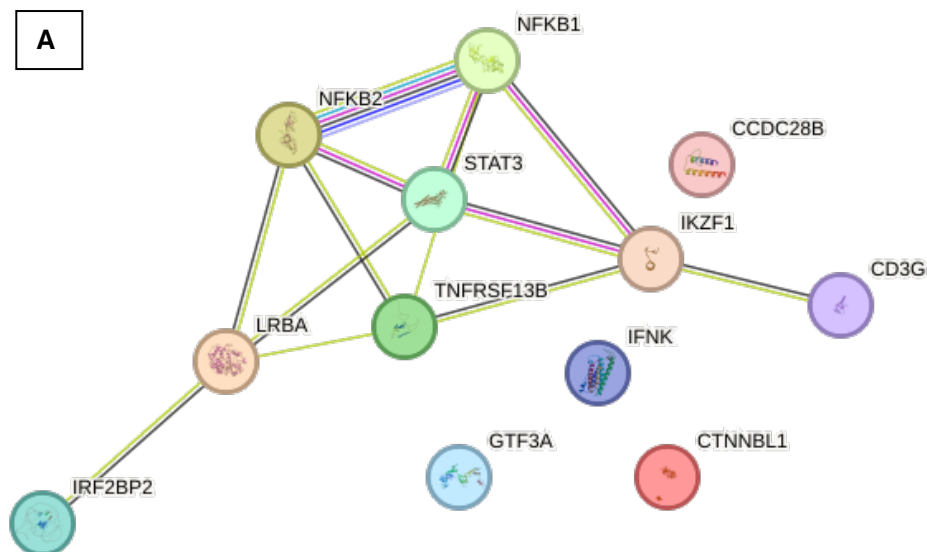 A
NFKB1
NFKB2
CCDC28B
STAT3
IKZF1
CD3G
TNFRSF13B
LRBA
IFNK
GTF3A
CTNNBL1
IRF2BP2